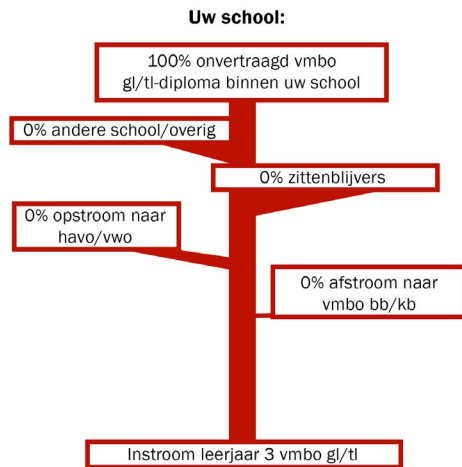 Uw school:
100% onvertraagd vmbo
gl/tl-diploma binnen uw school
0% andere school/overig
0% zittenblijvers
0% opstroom naar
havo/vwo
0% afstroom naar
vmbo bb/kb
Instroom leerjaar 3 vmbo gl/tl